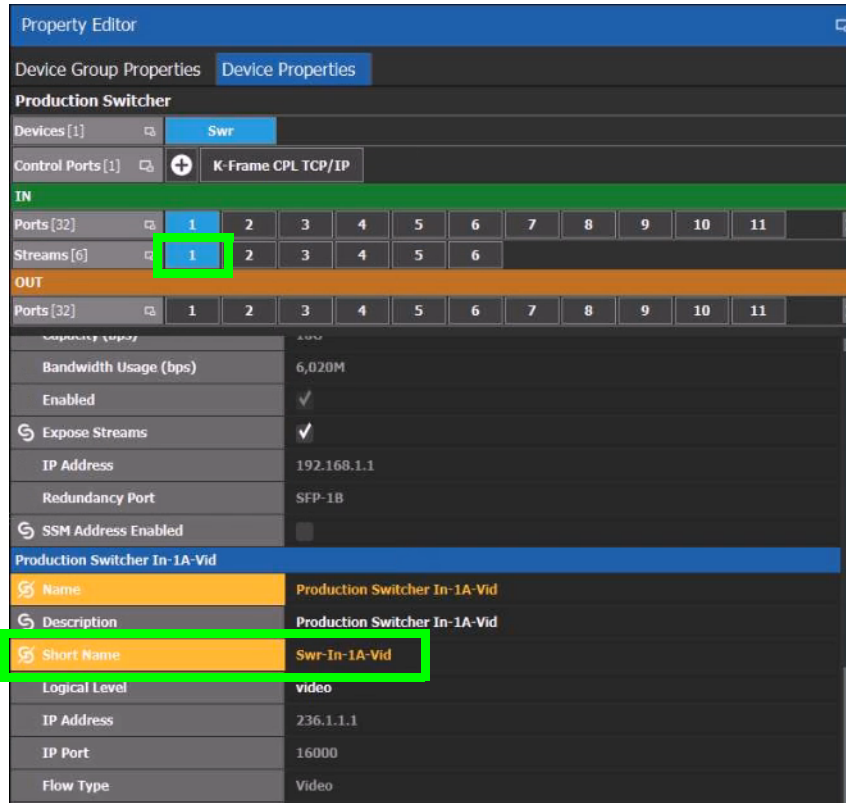 Property Editor
Device Group Properties Device Properties
Production Switcher
Devices [1] Swr
Control Ports [1] K-Frame CPL TCP/IP
IN
Ports [32] 1 2 3 4 5 6 7 8 9 10 11
Streams [6] 1 2 3 4 5 6
OUT
Ports [32] 1 2 3 4 5 6 7 8 9 10 11
Capacity (bps)
Bandwidth Usage (bps) 6,020M
Enabled
Expose Streams
IP Address 192.168.1.1
Redundancy Port SFP-1B
SSM Address Enabled
Production Switcher In-1A-Vid
Name Production Switcher In-1A-Vid
Description Production Switcher In-1A-Vid
Short Name Swr-In-1A-Vid
Logical Level video
IP Address 236.1.1.1
IP Port 16000
Flow Type Video